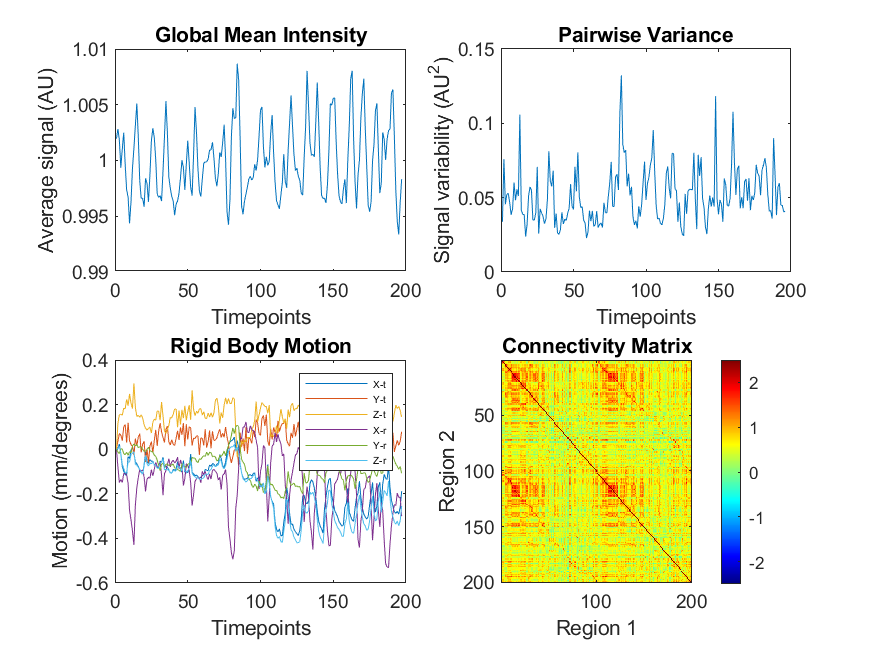 Global Mean Intensity
Average signal (AU)
1.01
1.005
1
0.995
0.99
0
50
100
150
200
Timepoints
Pairwise Variance
Signal variability (AU²)
0.15
0.1
0.05
0
0
50
100
150
200
Timepoints
Rigid Body Motion
Motion (mm/degrees)
0.4
0.2
0
-0.2
-0.4
-0.6
0
50
100
150
200
Timepoints
X-t
Y-t
Z-t
X-r
Y-r
Z-r
Connectivity Matrix
Region 2
50
100
150
200
100
200
Region 1
2
1
0
-1
-2